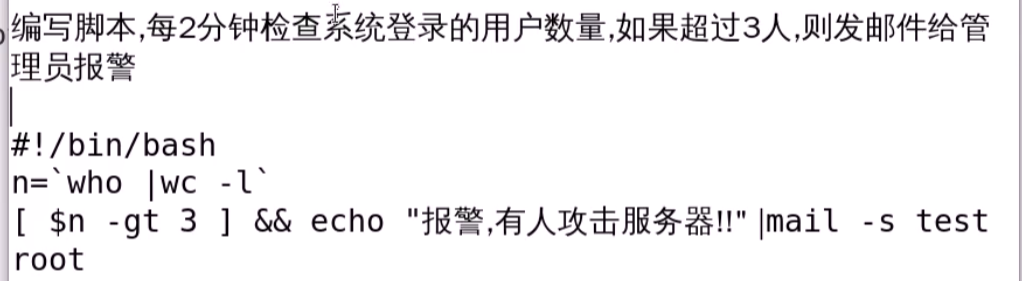 编写脚本,每2分钟检查系统登录的用户数量,如果超过3人,则发邮件给管
理员报警
#!/bin/bash
n=`who |wc -l`
[ $n -gt 3 ] && echo "报警,有人攻击服务器!!" |mail -s test
root